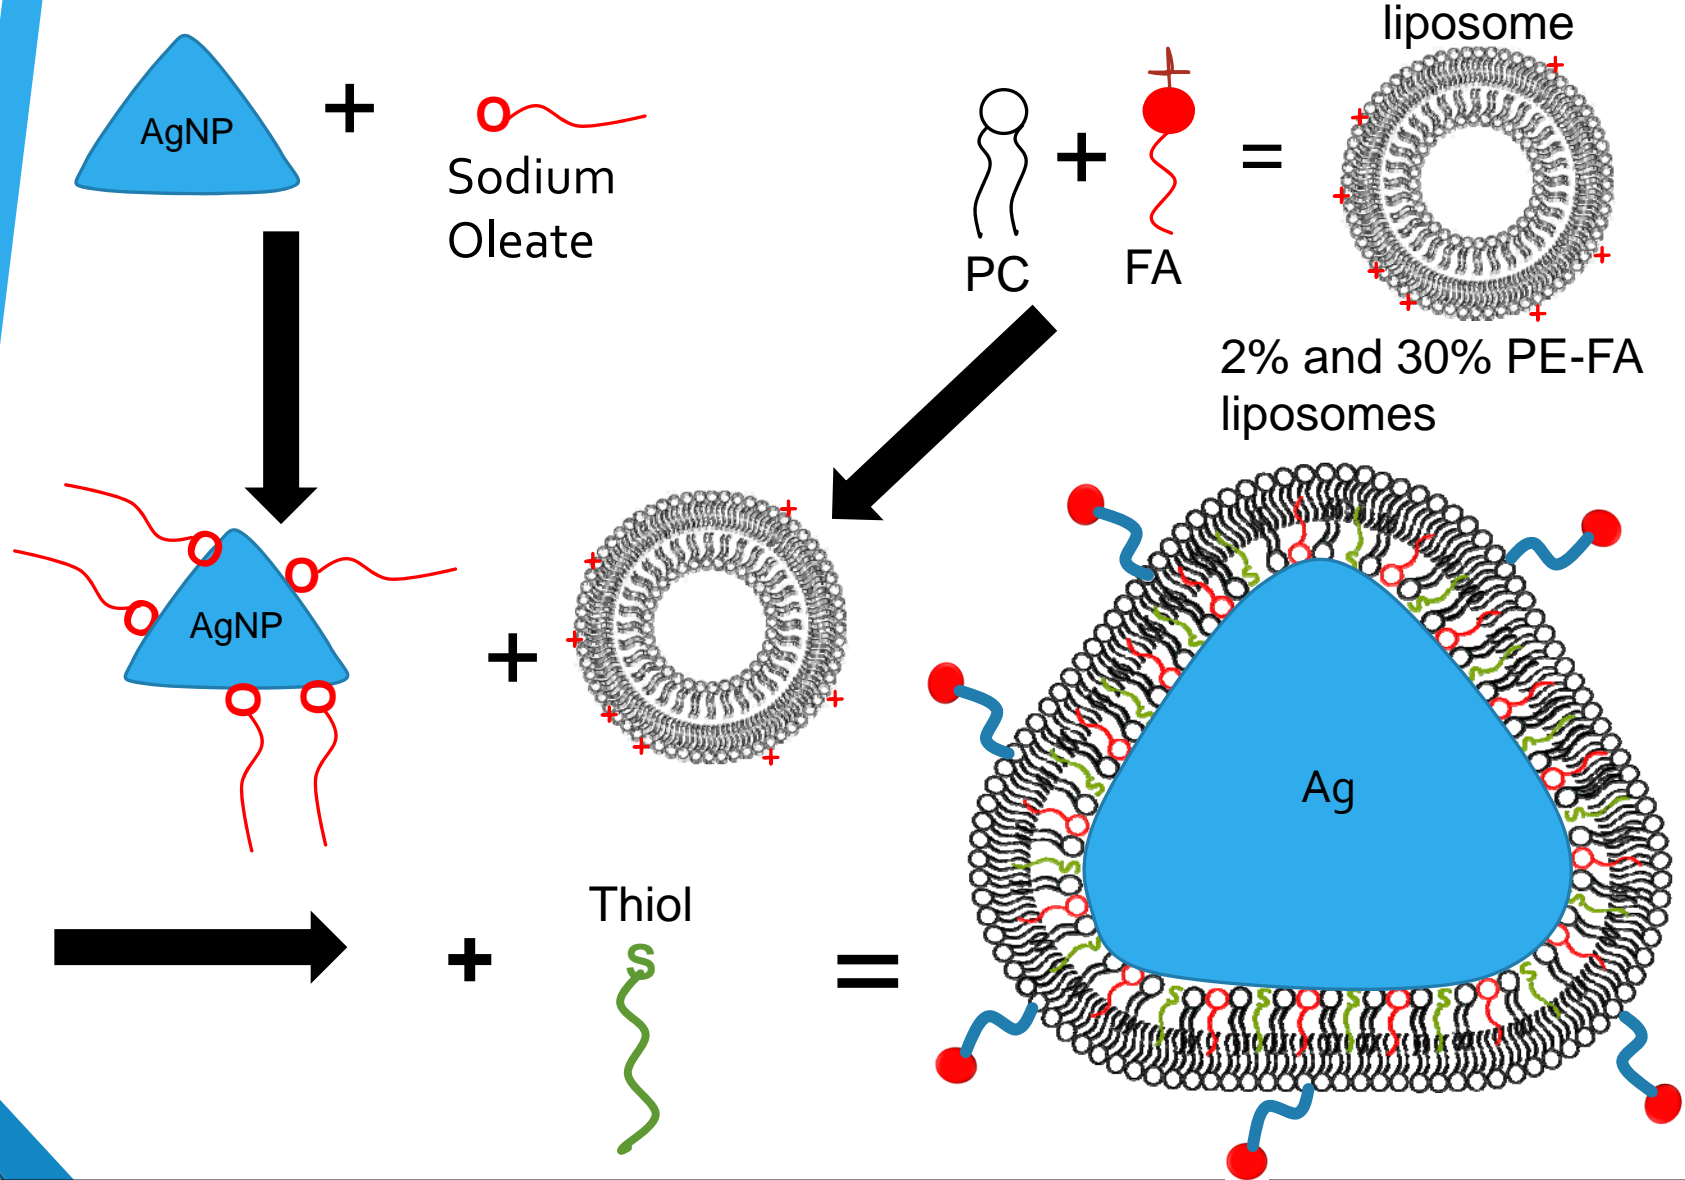 liposome
AgNP
+
O
Sodium
Oleate
+
PC
+
FA
=
2% and 30% PE-FA
liposomes
AgNP
O
O
O
O
O
+
Thiol
S
+
=
Ag